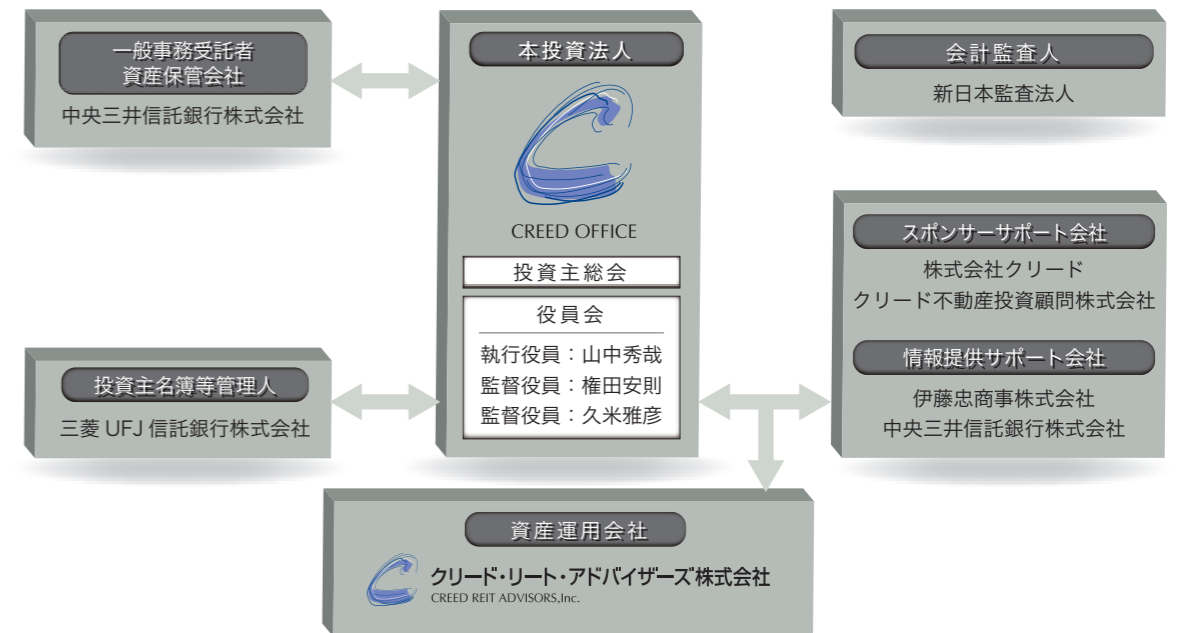 一般事務受託者
資産保管会社
中央三井信託銀行株式会社
本投資法人
CREED OFFICE
投資主総会
役員会
執行役員：山中秀哉
監督役員：権田安則
監督役員：久米雅彦
会計監査人
新日本監査法人
スポンサーサポート会社
株式会社クリード
クリード不動産投資顧問株式会社
情報提供サポート会社
伊藤忠商事株式会社
中央三井信託銀行株式会社
投資主名簿等管理人
三菱 UFJ 信託銀行株式会社
資産運用会社
クリード・リート・アドバイザーズ株式会社
CREED REIT ADVISORS,Inc.